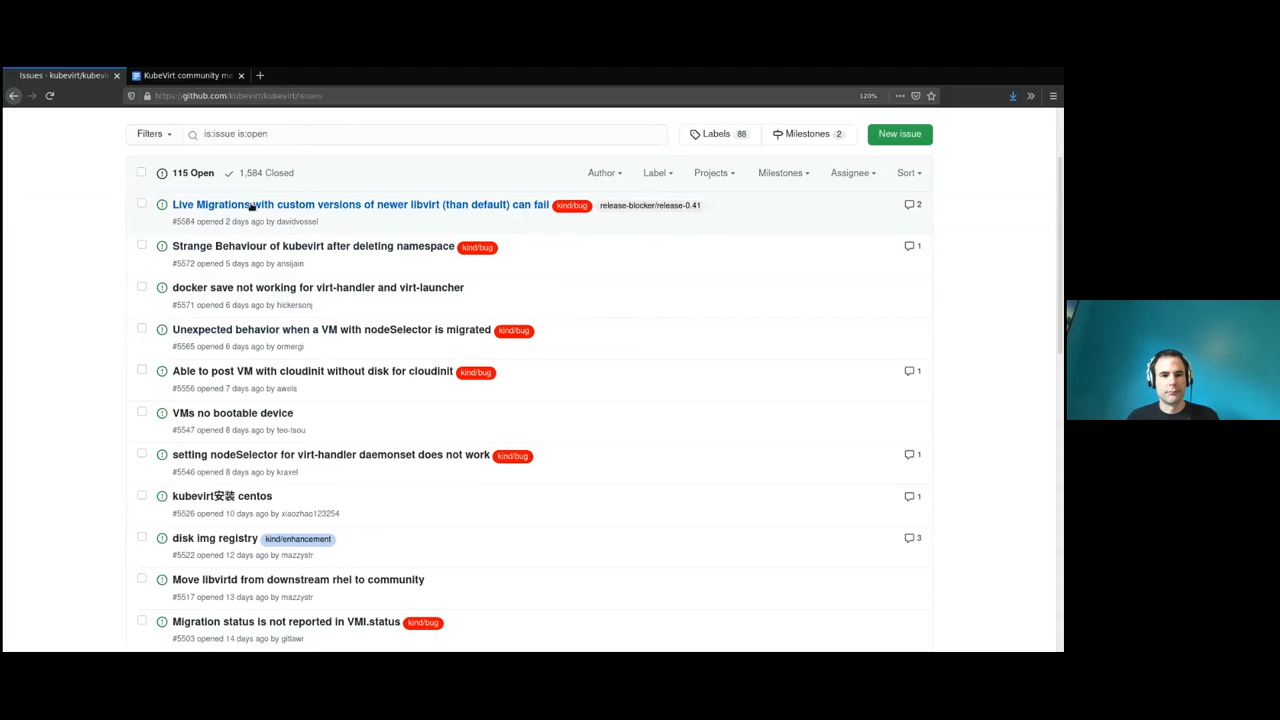 Issues · kubevirt/kubevir
KubeVirt community me
https://github.com/kubevirt/kubevirt/issues
120%
Filters
is:issue is:open
Labels 88
Milestones 2
New issue
115 Open
1,584 Closed
Author
Label
Projects
Milestones
Assignee
Sort
Live Migrations with custom versions of newer libvirt (than default) can fail kind/bug release-blocker/release-0.41
2
#5584 opened 2 days ago by davidvossel
Strange Behaviour of kubevirt after deleting namespace kind/bug
1
#5572 opened 5 days ago by ansijain
docker save not working for virt-handler and virt-launcher
#5571 opened 6 days ago by hickersonj
Unexpected behavior when a VM with nodeSelector is migrated kind/bug
#5565 opened 6 days ago by ormergi
Able to post VM with cloudinit without disk for cloudinit kind/bug
1
#5556 opened 7 days ago by awels
VMs no bootable device
#5547 opened 8 days ago by teo-tsou
setting nodeSelector for virt-handler daemonset does not work kind/bug
1
#5546 opened 8 days ago by kraxel
kubevirt安装 centos
1
#5526 opened 10 days ago by xiaozhao123254
disk img registry kind/enhancement
3
#5522 opened 12 days ago by mazzystr
Move libvirtd from downstream rhel to community
#5517 opened 13 days ago by mazzystr
Migration status is not reported in VMI.status kind/bug
#5503 opened 14 days ago by gitlawr